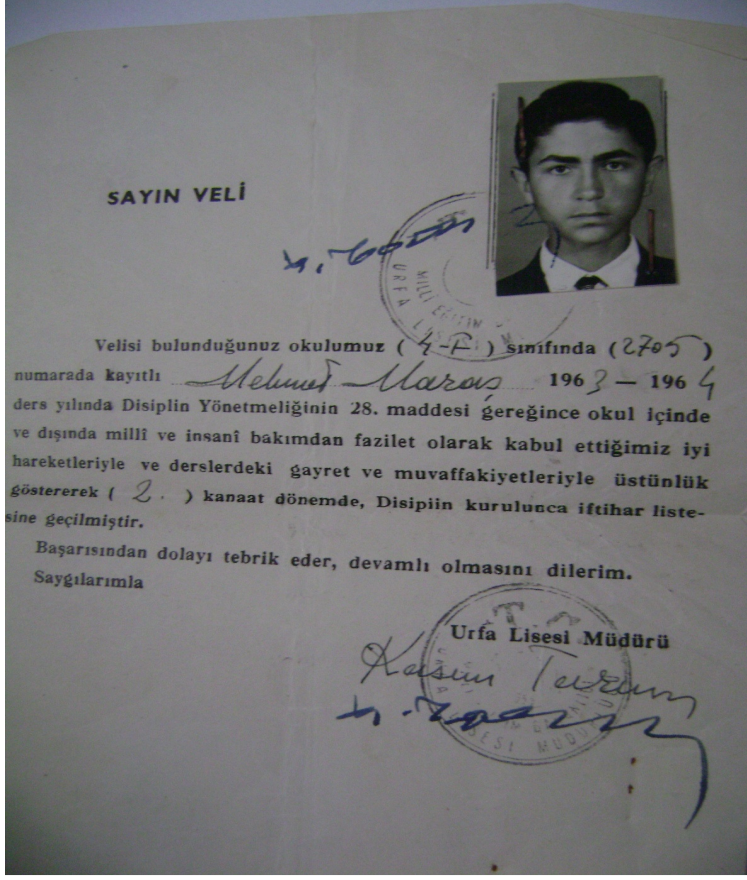 SAYIN VELİ
Velisi bulunduğunuz okulumuz ( 4-F ) sınıfında (2705)
numarada kayıtlı Mehmet Maraş 1963 — 1964
ders yılında Disiplin Yönetmeliğinin 28. maddesi gereğince okul içinde
ve dışında millî ve insanî bakımdan fazilet olarak kabul ettiğimiz iyi
hareketleriyle ve derslerdeki gayret ve muvaffakiyetleriyle üstünlük
göstererek ( 2. ) kanaat dönemde, Disipiin kurulunca iftihar liste-
sine geçilmiştir.
Başarısından dolayı tebrik eder, devamlı olmasını dilerim.
Saygılarımla
T.C.
Urfa Lisesi Müdürü